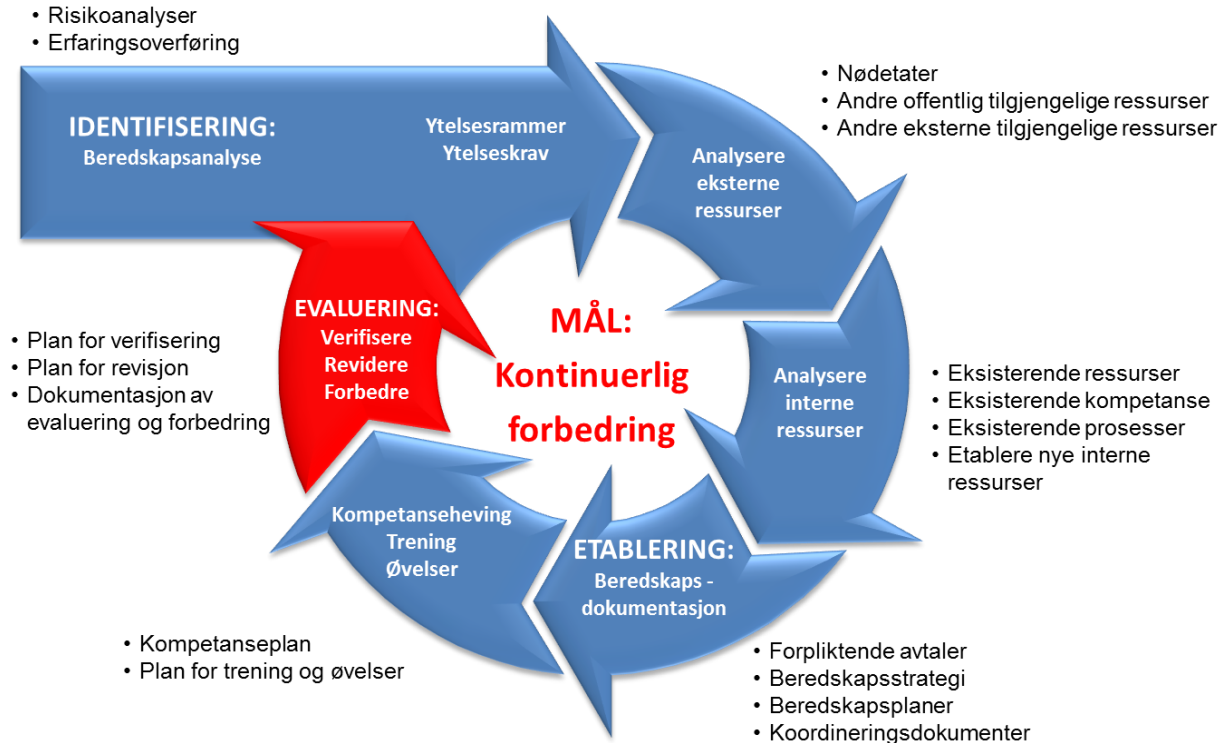 • Risikoanalyser
• Erfaringsoverføring
IDENTIFISERING:
Beredskapsanalyse
Ytelsesrammer
Ytelseskrav
Analysere
eksterne
ressurser
• Nødetater
• Andre offentlig tilgjengelige ressurser
• Andre eksterne tilgjengelige ressurser
Analysere
interne
ressurser
• Eksisterende ressurser
• Eksisterende kompetanse
• Eksisterende prosesser
• Etablere nye interne
ressurser
ETABLERING:
Beredskaps -
dokumentasjon
• Forpliktende avtaler
• Beredskapsstrategi
• Beredskapsplaner
• Koordineringsdokumenter
Kompetanseheving
Trening
Øvelser
• Kompetanseplan
• Plan for trening og øvelser
EVALUERING:
Verifisere
Revidere
Forbedre
• Plan for verifisering
• Plan for revisjon
• Dokumentasjon av
evaluering og forbedring
MÅL:
Kontinuerlig
forbedring